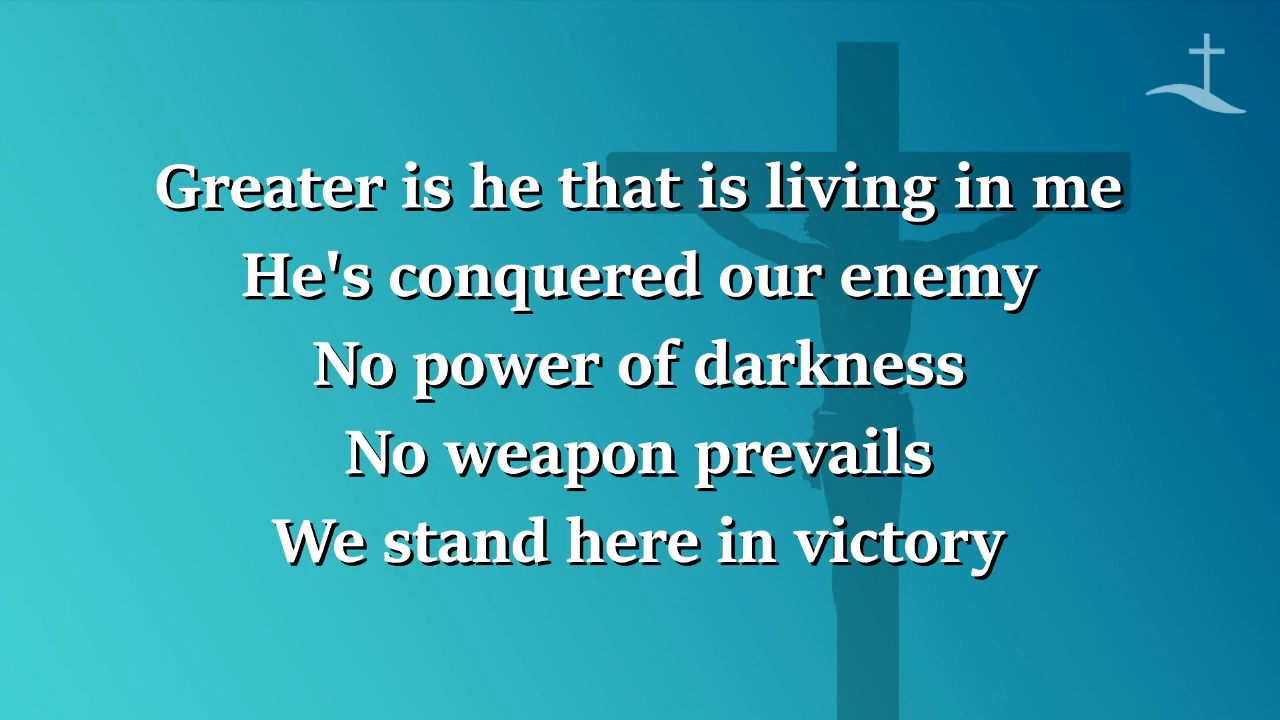 Greater is he that is living in me
He's conquered our enemy
No power of darkness
No weapon prevails
We stand here in victory